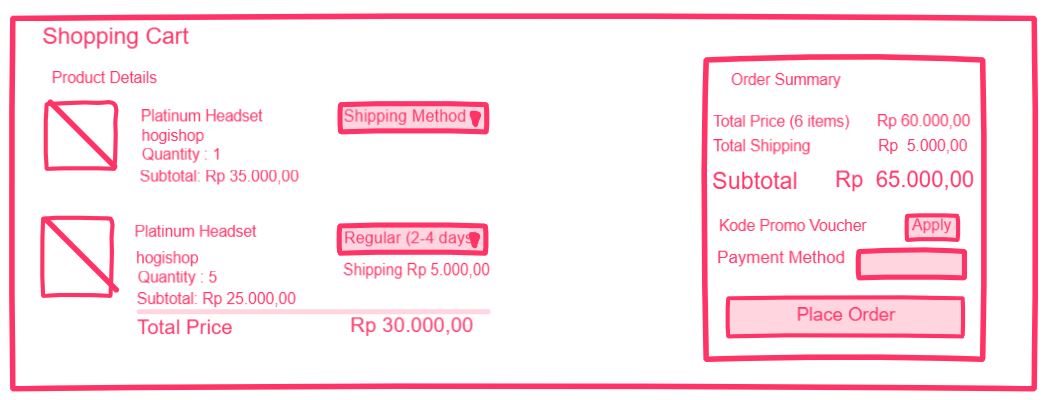 Shopping Cart
Product Details
Platinum Headset
hogishop
Quantity : 1
Subtotal: Rp 35.000,00
Shipping Method
Platinum Headset
hogishop
Quantity : 5
Subtotal: Rp 25.000,00
Regular (2-4 days
Shipping Rp 5.000,00
Total Price Rp 30.000,00
Order Summary
Total Price (6 items) Rp 60.000,00
Total Shipping Rp 5.000,00
Subtotal Rp 65.000,00
Kode Promo Voucher Apply
Payment Method
Place Order